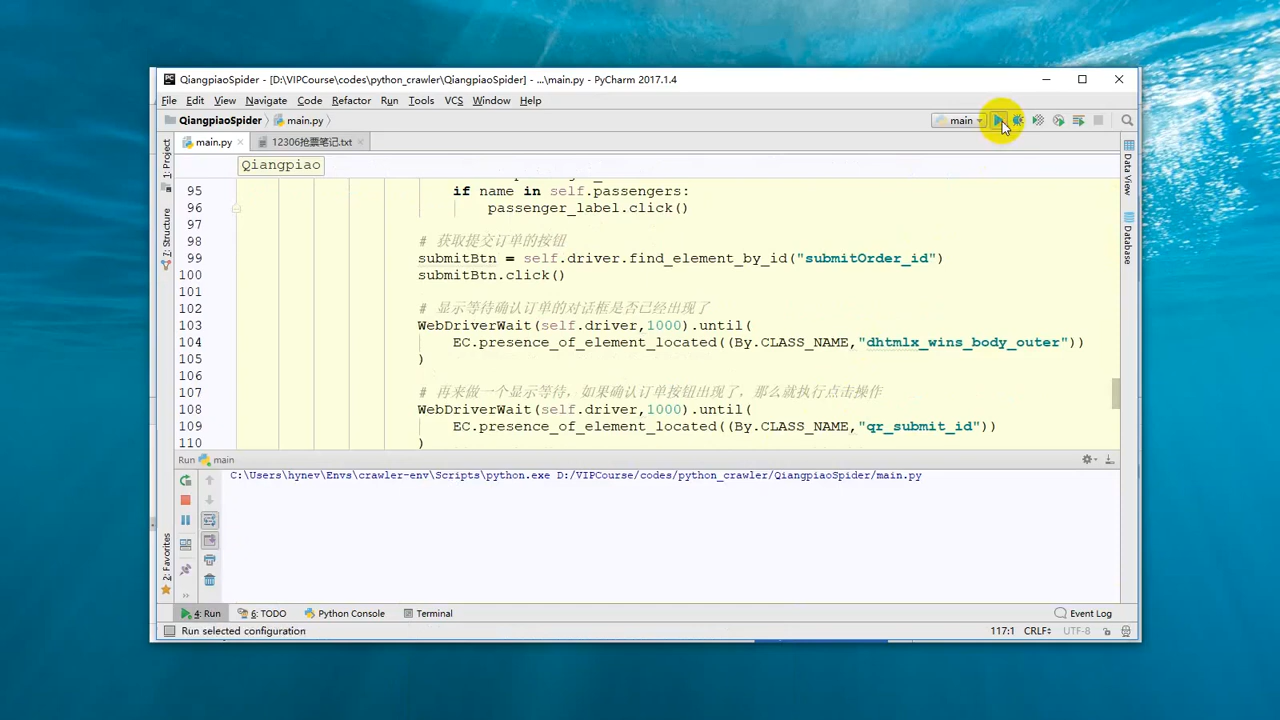 QiangpiaoSpider - [D:\VIPCourse\codes\python_crawler\QiangpiaoSpider] - ...\main.py - PyCharm 2017.1.4
File Edit View Navigate Code Refactor Run Tools VCS Window Help
QiangpiaoSpider main.py main
main.py 12306抢票笔记.txt
Qiangpiao
95 if name in self.passengers:
96 passenger_label.click()
97
98 # 获取提交订单的按钮
99 submitBtn = self.driver.find_element_by_id("submitOrder_id")
100 submitBtn.click()
101
102 # 显示等待确认订单的对话框是否已经出现了
103 WebDriverWait(self.driver,1000).until(
104 EC.presence_of_element_located((By.CLASS_NAME,"dhtmlx_wins_body_outer"))
105 )
106
107 # 再来做一个显示等待，如果确认订单按钮出现了，那么就执行点击操作
108 WebDriverWait(self.driver,1000).until(
109 EC.presence_of_element_located((By.CLASS_NAME,"qr_submit_id"))
110 )
1: Project
7: Structure
2: Favorites
Data View
Database
Run main
C:\Users\hynev\Envs\crawler-env\Scripts\python.exe D:/VIPCourse/codes/python_crawler/QiangpiaoSpider/main.py
4: Run 6: TODO Python Console Terminal Event Log
Run selected configuration 117:1 CRLF UTF-8